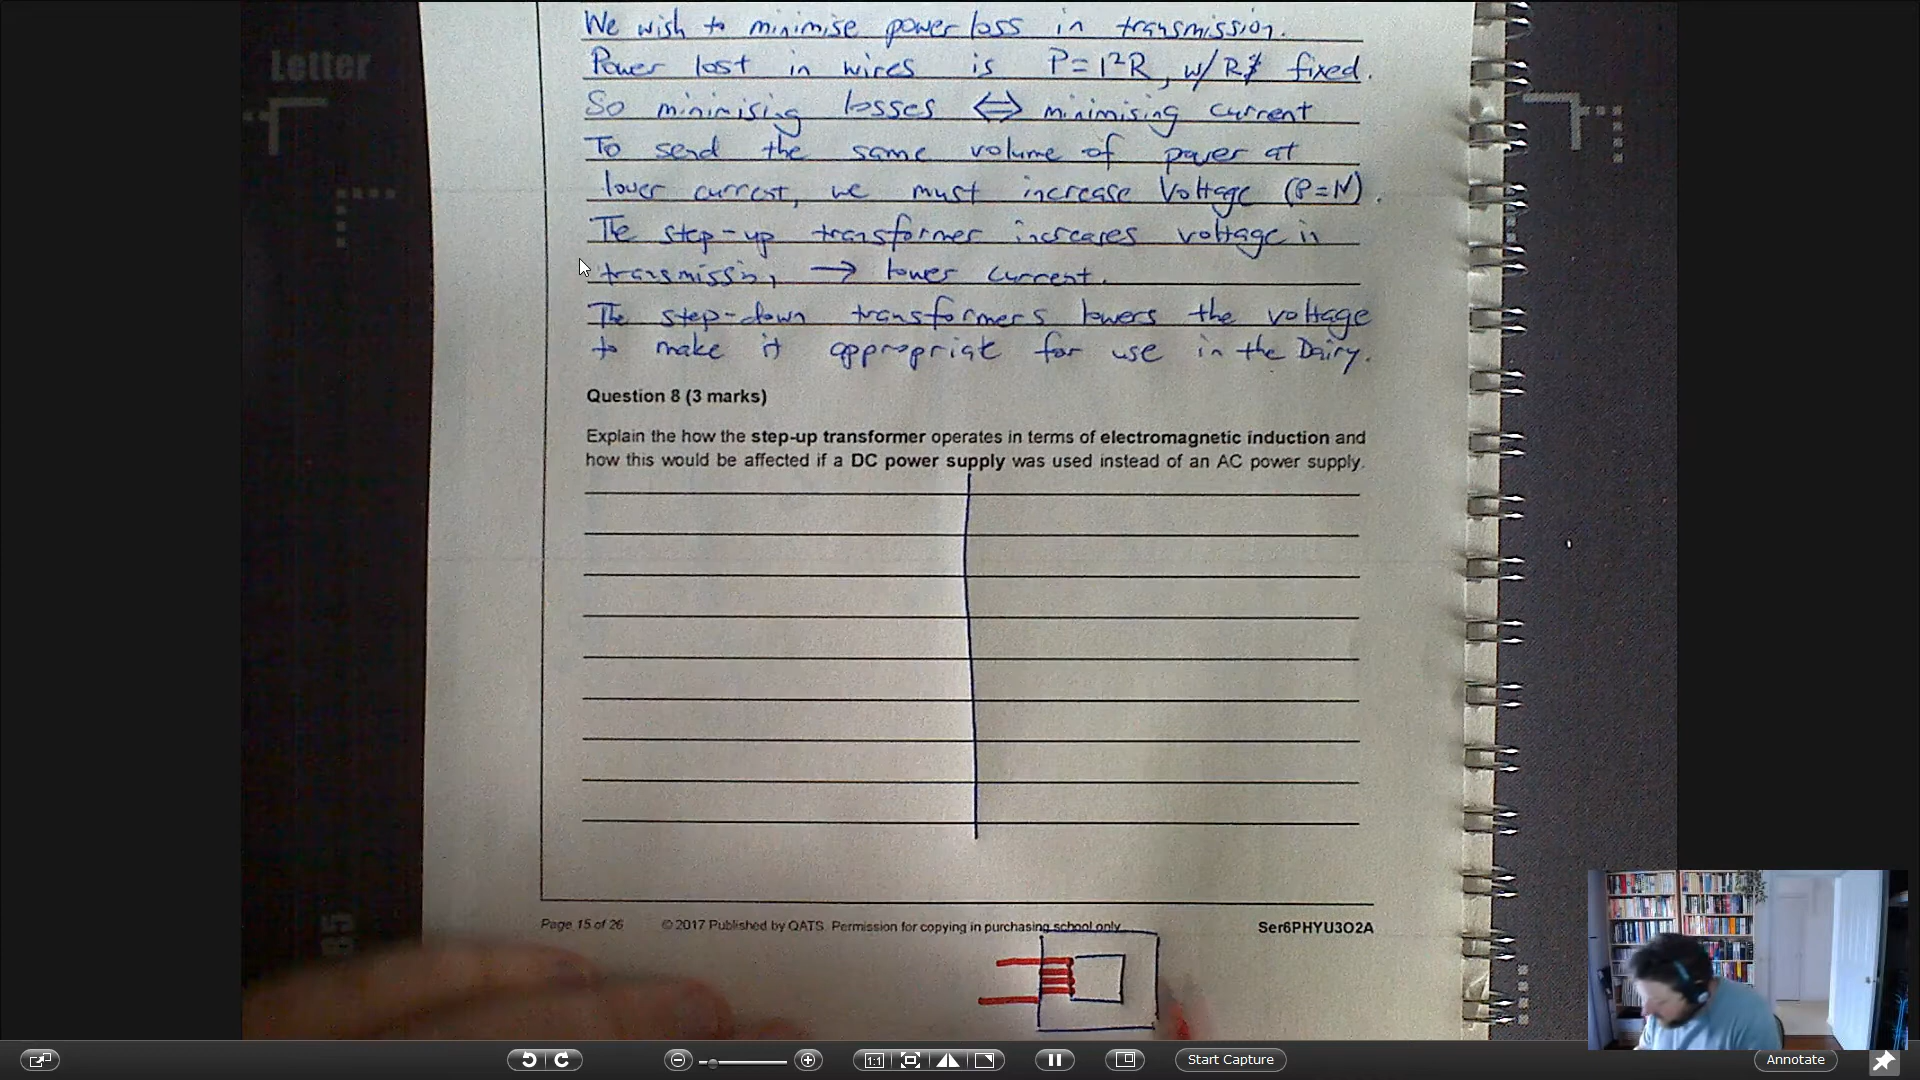 Letter
We wish to minimise power loss in transmission.
Power lost in wires is P=I²R, w/ R fixed.
So minimising losses ⇔ minimising current
To send the same volume of power at
lower current, we must increase Voltage (P=IV).
The step-up transformer increases voltage in
transmission, → lower current.
The step-down transformers lowers the voltage
to make it appropriate for use in the Dairy.
Question 8 (3 marks)
Explain the how the step-up transformer operates in terms of electromagnetic induction and
how this would be affected if a DC power supply was used instead of an AC power supply.
Page 15 of 26 © 2017 Published by QATS. Permission for copying in purchasing school only. Ser6PHYU3O2A
1:1
Start Capture
Annotate